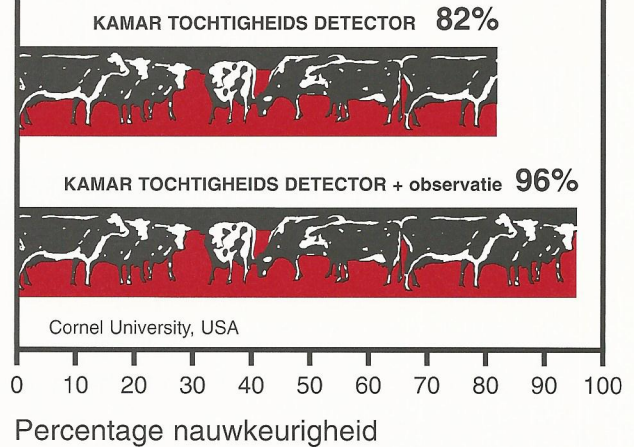 KAMAR TOCHTIGHEIDS DETECTOR 82%
KAMAR TOCHTIGHEIDS DETECTOR + observatie 96%
Cornel University, USA
0 10 20 30 40 50 60 70 80 90 100
Percentage nauwkeurigheid